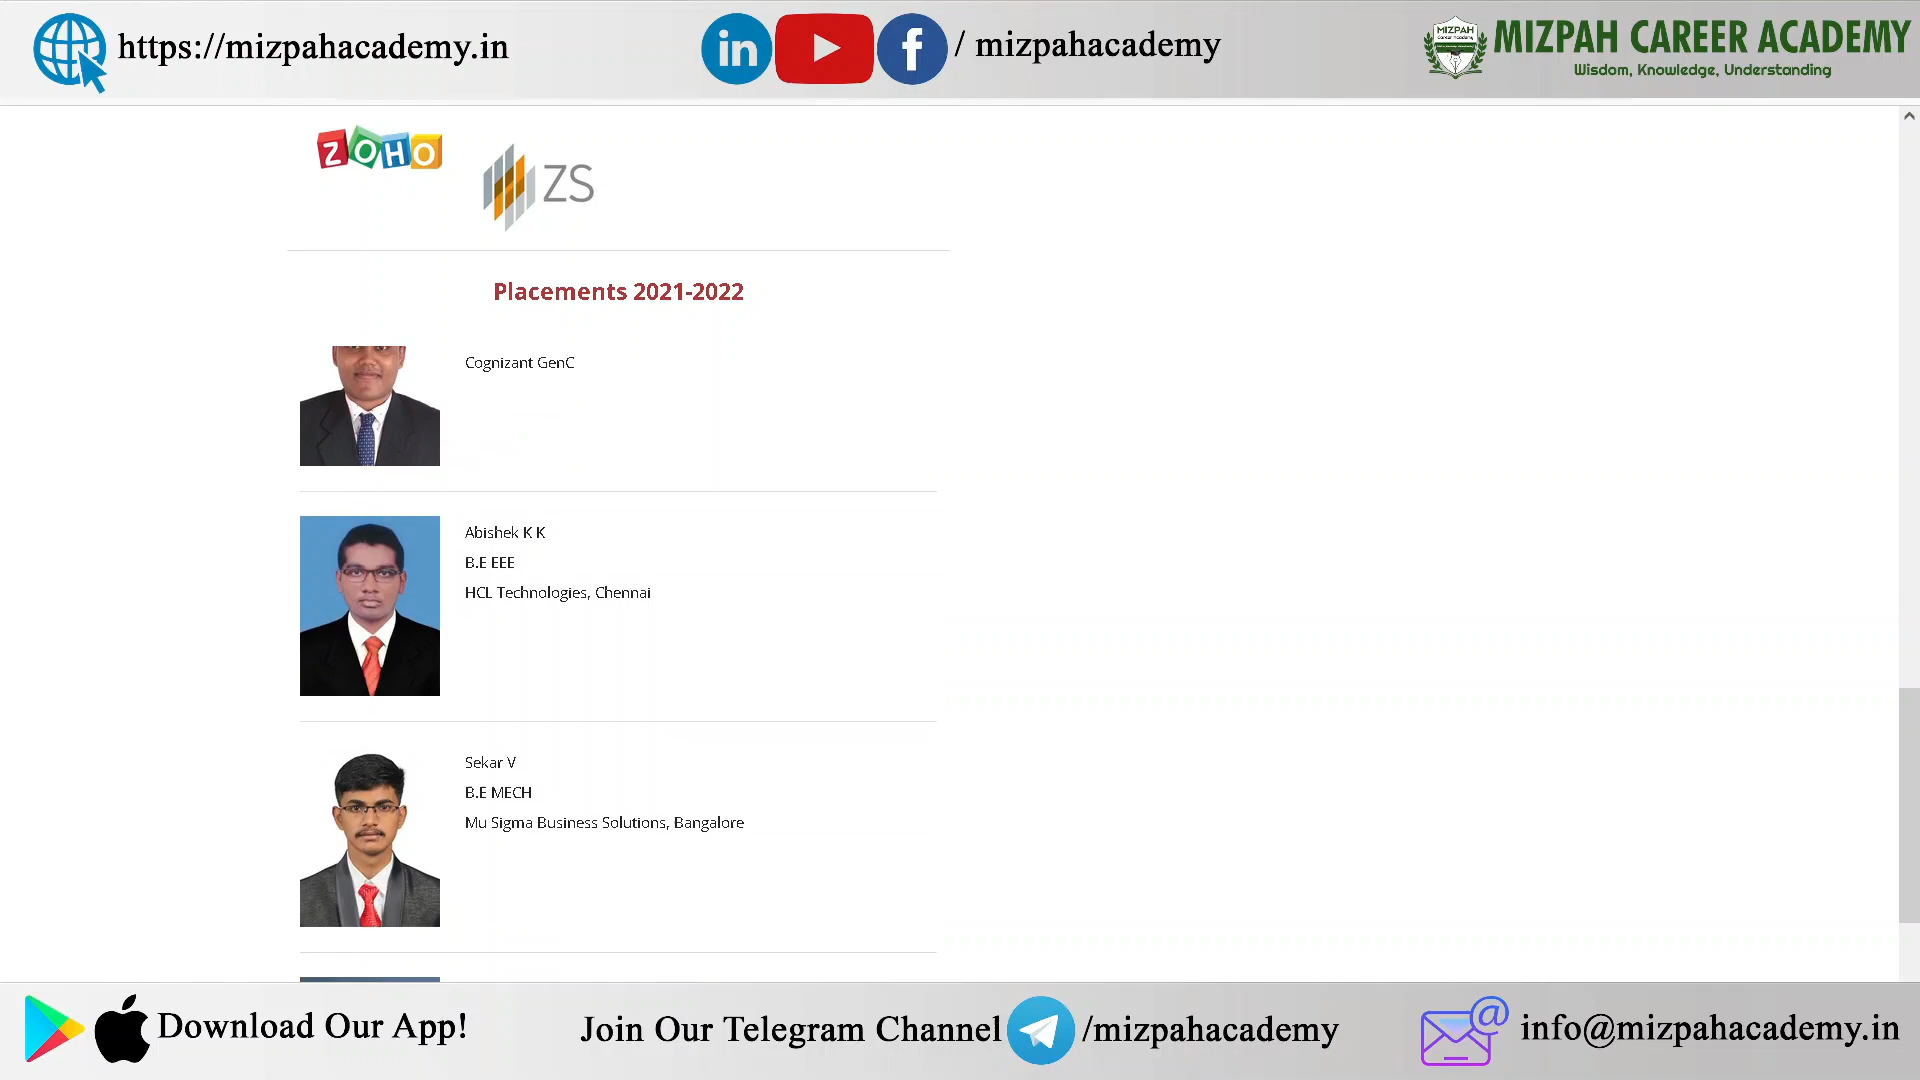 https://mizpahacademy.in
in
f
/ mizpahacademy
MIZPAH
MIZPAH CAREER ACADEMY
Wisdom, Knowledge, Understanding
ZOHO
ZS
Placements 2021-2022
Cognizant GenC
Abishek K K
B.E EEE
HCL Technologies, Chennai
Sekar V
B.E MECH
Mu Sigma Business Solutions, Bangalore
Download Our App!
Join Our Telegram Channel
/mizpahacademy
@
info@mizpahacademy.in